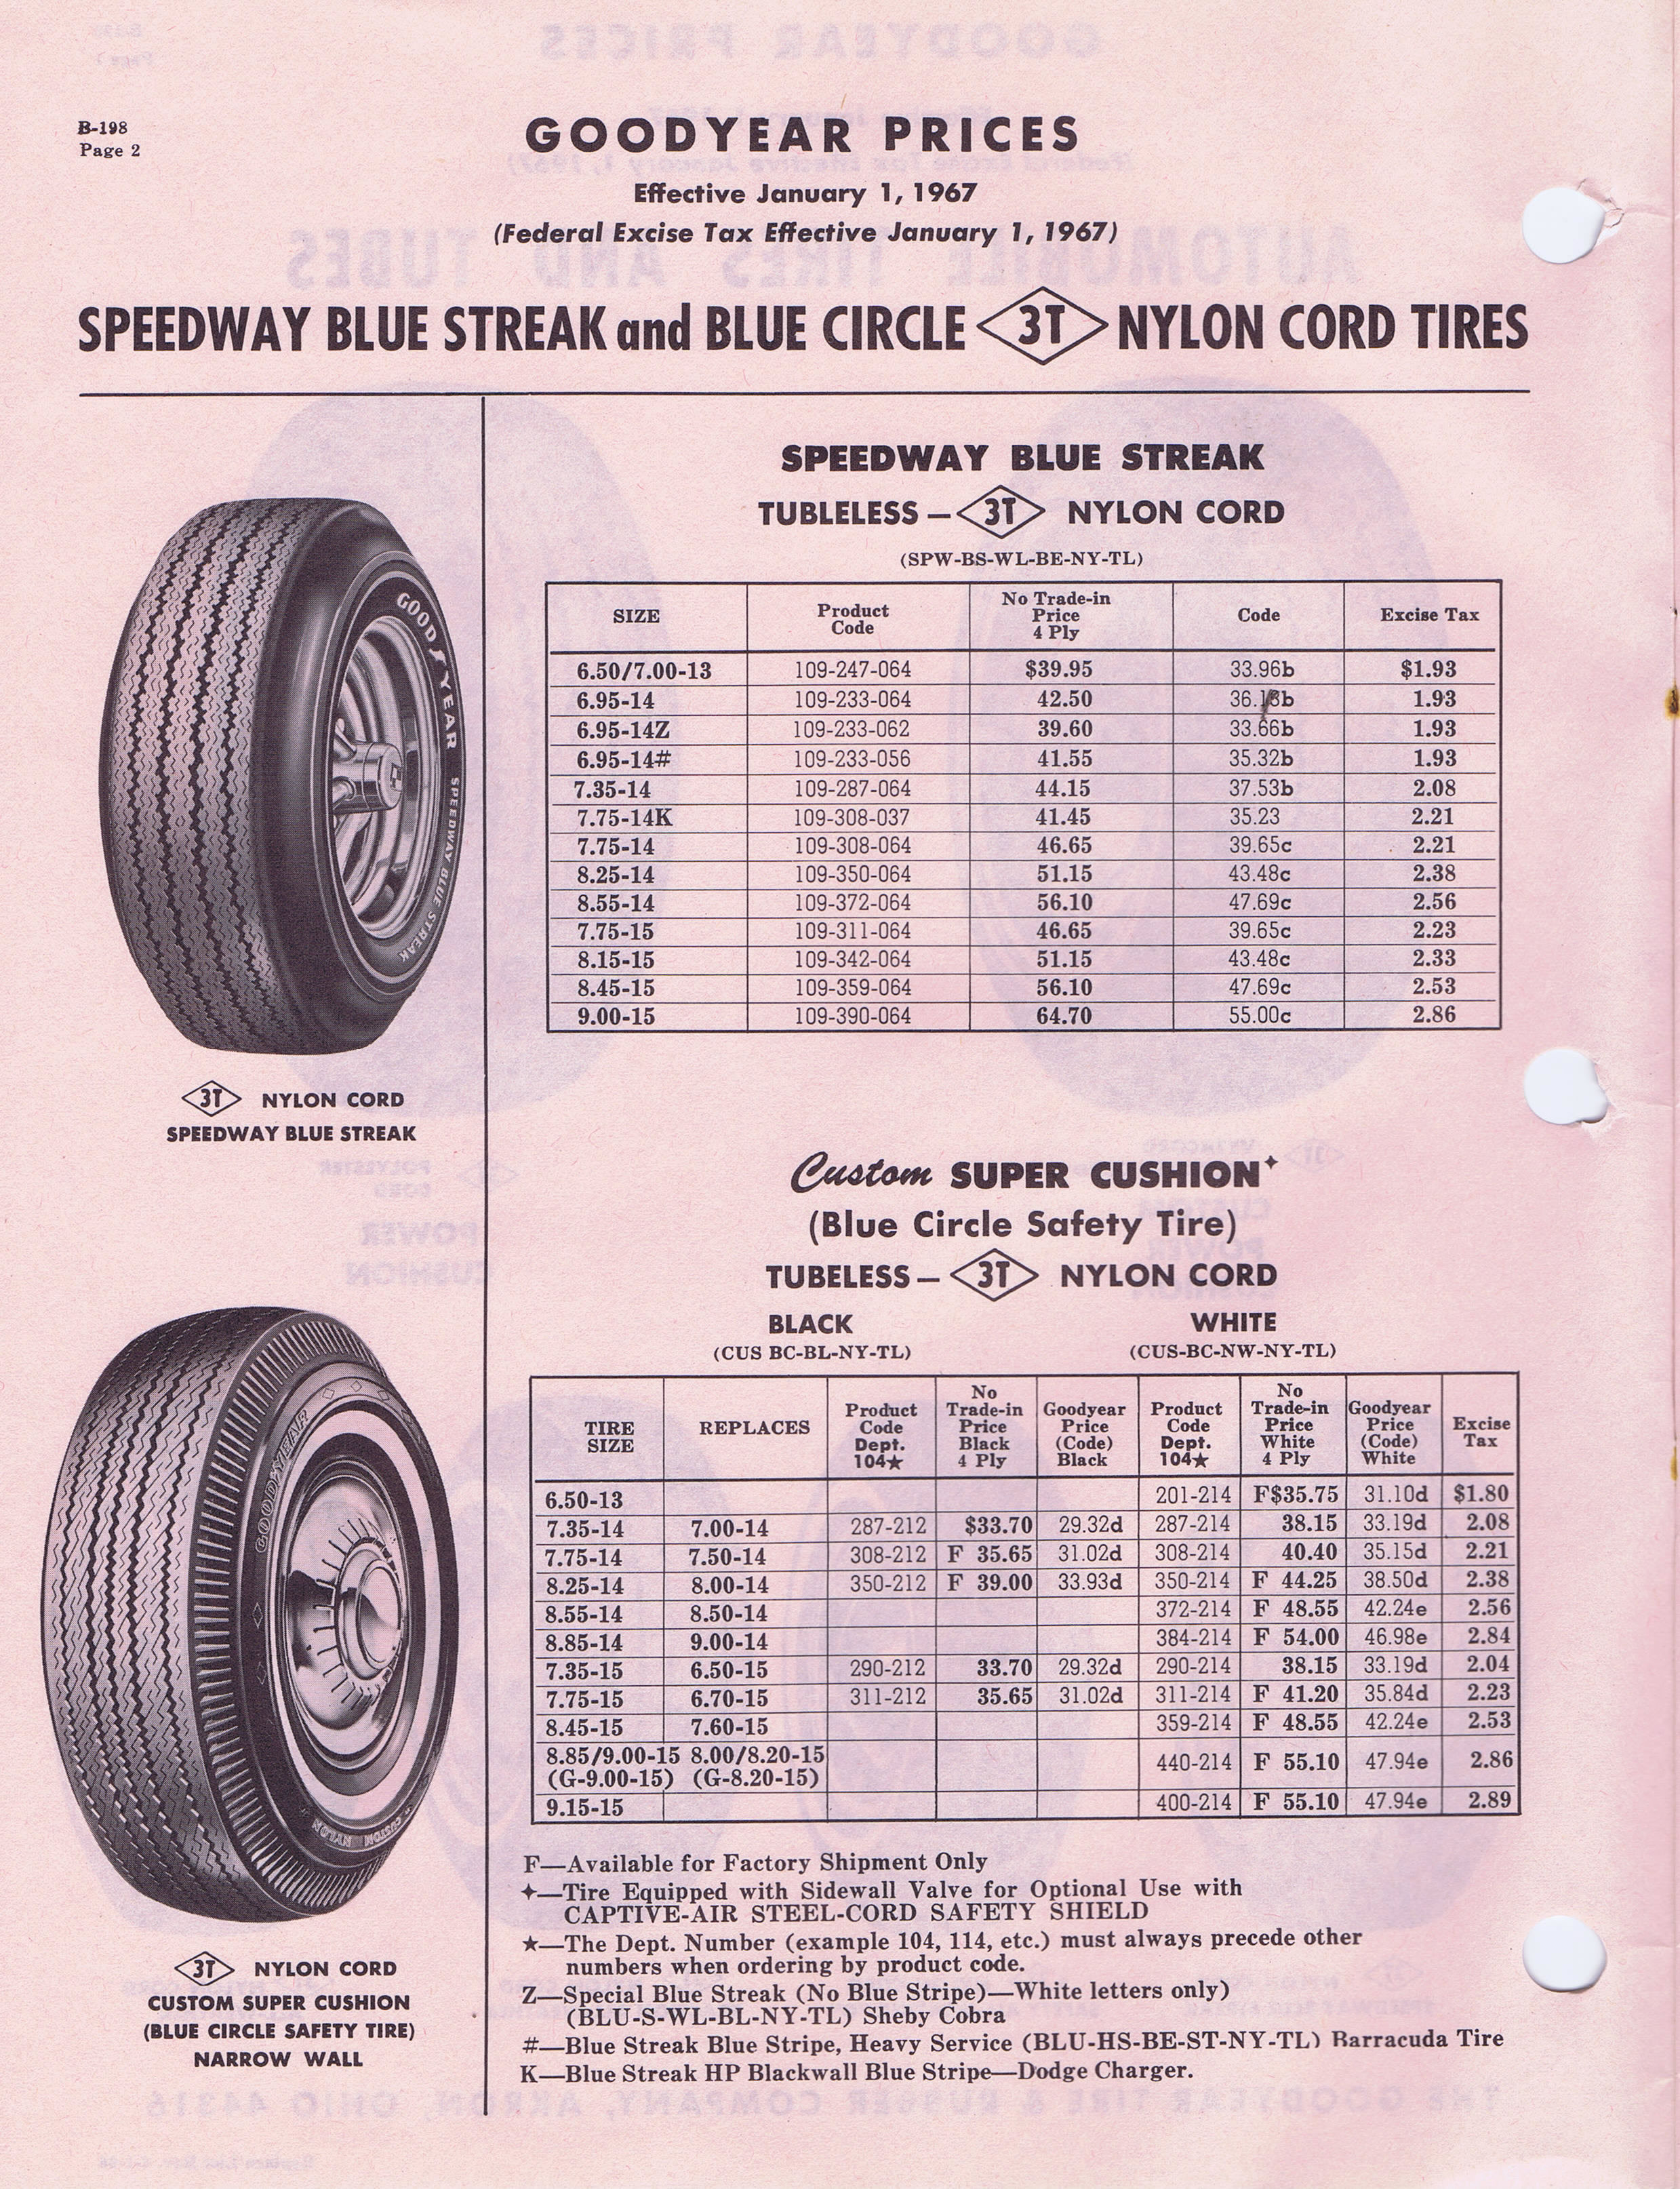 B-198
Page 2
GOODYEAR PRICES
Effective January 1, 1967
(Federal Excise Tax Effective January 1, 1967)
SPEEDWAY BLUE STREAK and BLUE CIRCLE 3T NYLON CORD TIRES
GOODYEAR SPEEDWAY BLUE STREAK
3T NYLON CORD
SPEEDWAY BLUE STREAK
SPEEDWAY BLUE STREAK
TUBLELESS — 3T NYLON CORD
(SPW-BS-WL-BE-NY-TL)
SIZE Product Code No Trade-in Price 4 Ply Code Excise Tax
6.50/7.00-13 109-247-064 $39.95 33.96b $1.93
6.95-14 109-233-064 42.50 1.93
6.95-14Z 109-233-062 39.60 33.66b 1.93
6.95-14# 109-233-056 41.55 35.32b 1.93
7.35-14 109-287-064 44.15 37.53b 2.08
7.75-14K 109-308-037 41.45 35.23 2.21
7.75-14 109-308-064 46.65 39.65c 2.21
8.25-14 109-350-064 51.15 43.48c 2.38
8.55-14 109-372-064 56.10 47.69c 2.56
7.75-15 109-311-064 46.65 39.65c 2.23
8.15-15 109-342-064 51.15 43.48c 2.33
8.45-15 109-359-064 56.10 47.69c 2.53
9.00-15 109-390-064 64.70 55.00c 2.86
Custom SUPER CUSHION✦
(Blue Circle Safety Tire)
TUBELESS — 3T NYLON CORD
BLACK WHITE
(CUS BC-BL-NY-TL) (CUS-BC-NW-NY-TL)
TIRE SIZE REPLACES Product Code Dept. 104★ No Trade-in Price Black 4 Ply Goodyear Price (Code) Black Product Code Dept. 104★ No Trade-in Price White 4 Ply Goodyear Price (Code) White Excise Tax
6.50-13 201-214 F$35.75 31.10d $1.80
7.35-14 7.00-14 287-212 $33.70 29.32d 287-214 38.15 33.19d 2.08
7.75-14 7.50-14 308-212 F 35.65 31.02d 308-214 40.40 35.15d 2.21
8.25-14 8.00-14 350-212 F 39.00 33.93d 350-214 F 44.25 38.50d 2.38
8.55-14 8.50-14 372-214 F 48.55 42.24e 2.56
8.85-14 9.00-14 384-214 F 54.00 46.98e 2.84
7.35-15 6.50-15 290-212 33.70 29.32d 290-214 38.15 33.19d 2.04
7.75-15 6.70-15 311-212 35.65 31.02d 311-214 F 41.20 35.84d 2.23
8.45-15 7.60-15 359-214 F 48.55 42.24e 2.53
8.85/9.00-15 8.00/8.20-15 440-214 F 55.10 47.94e 2.86
(G-9.00-15) (G-8.20-15)
9.15-15 400-214 F 55.10 47.94e 2.89
GOODYEAR CUSTOM NYLON
3T NYLON CORD
CUSTOM SUPER CUSHION
(BLUE CIRCLE SAFETY TIRE)
NARROW WALL
F—Available for Factory Shipment Only
✦—Tire Equipped with Sidewall Valve for Optional Use with
CAPTIVE-AIR STEEL-CORD SAFETY SHIELD
★—The Dept. Number (example 104, 114, etc.) must always precede other
numbers when ordering by product code.
Z—Special Blue Streak (No Blue Stripe)—White letters only)
(BLU-S-WL-BL-NY-TL) Sheby Cobra
#—Blue Streak Blue Stripe, Heavy Service (BLU-HS-BE-ST-NY-TL) Barracuda Tire
K—Blue Streak HP Blackwall Blue Stripe—Dodge Charger.